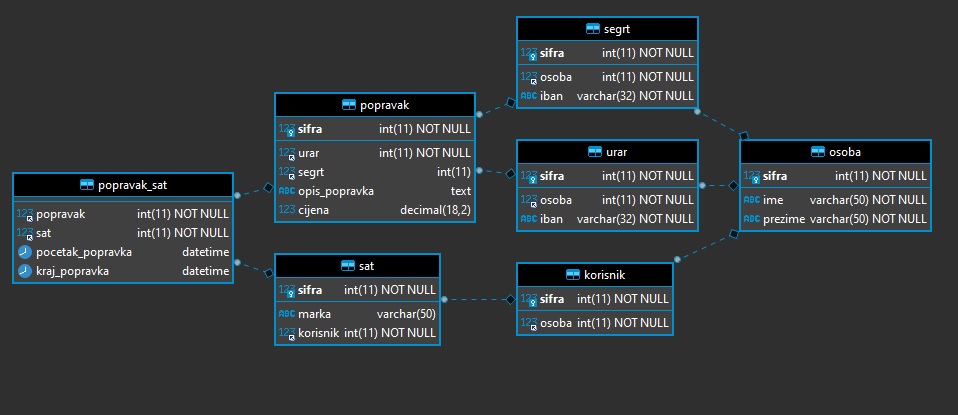 segrt
123 sifra int(11) NOT NULL
123 osoba int(11) NOT NULL
ABC iban varchar(32) NOT NULL
popravak
123 sifra int(11) NOT NULL
123 urar int(11) NOT NULL
123 segrt int(11)
ABC opis_popravka text
123 cijena decimal(18,2)
urar
123 sifra int(11) NOT NULL
123 osoba int(11) NOT NULL
ABC iban varchar(32) NOT NULL
osoba
123 sifra int(11) NOT NULL
ABC ime varchar(50) NOT NULL
ABC prezime varchar(50) NOT NULL
popravak_sat
123 popravak int(11) NOT NULL
123 sat int(11) NOT NULL
pocetak_popravka datetime
kraj_popravka datetime
sat
123 sifra int(11) NOT NULL
ABC marka varchar(50)
123 korisnik int(11) NOT NULL
korisnik
123 sifra int(11) NOT NULL
123 osoba int(11) NOT NULL